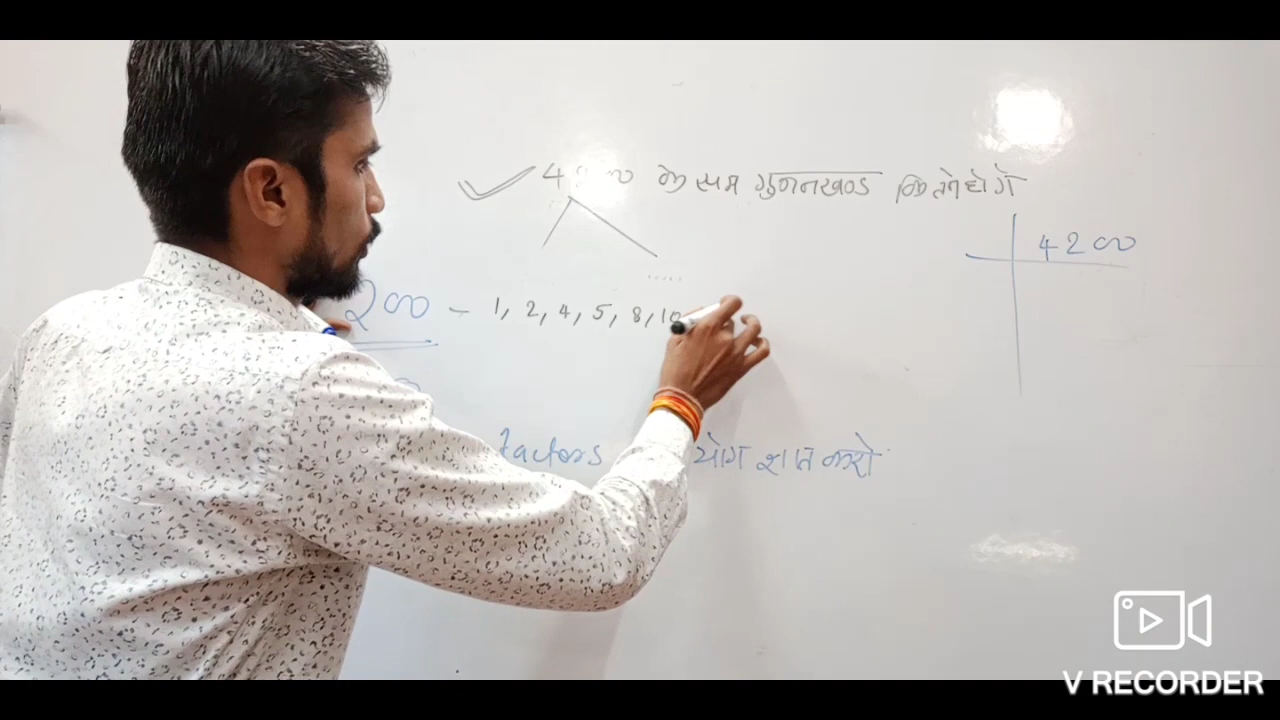 4200 के सम गुणनखण्ड कितने होगें
4200
200 – 1, 2, 4, 5, 8, 10
factors योग ज्ञात करो
V RECORDER